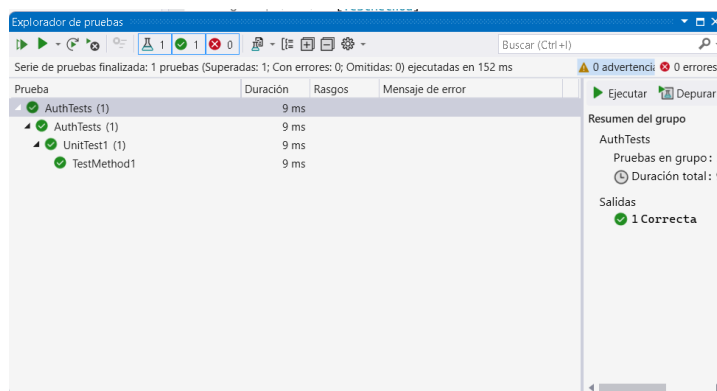 Explorador de pruebas
1 1 0 Buscar (Ctrl+I)
Serie de pruebas finalizada: 1 pruebas (Superadas: 1; Con errores: 0; Omitidas: 0) ejecutadas en 152 ms 0 advertenci 0 errores
Prueba Duración Rasgos Mensaje de error Ejecutar Depurar
AuthTests (1) 9 ms
Resumen del grupo
AuthTests (1) 9 ms
AuthTests
UnitTest1 (1) 9 ms
Pruebas en grupo:
TestMethod1 9 ms
Duración total:
Salidas
1 Correcta